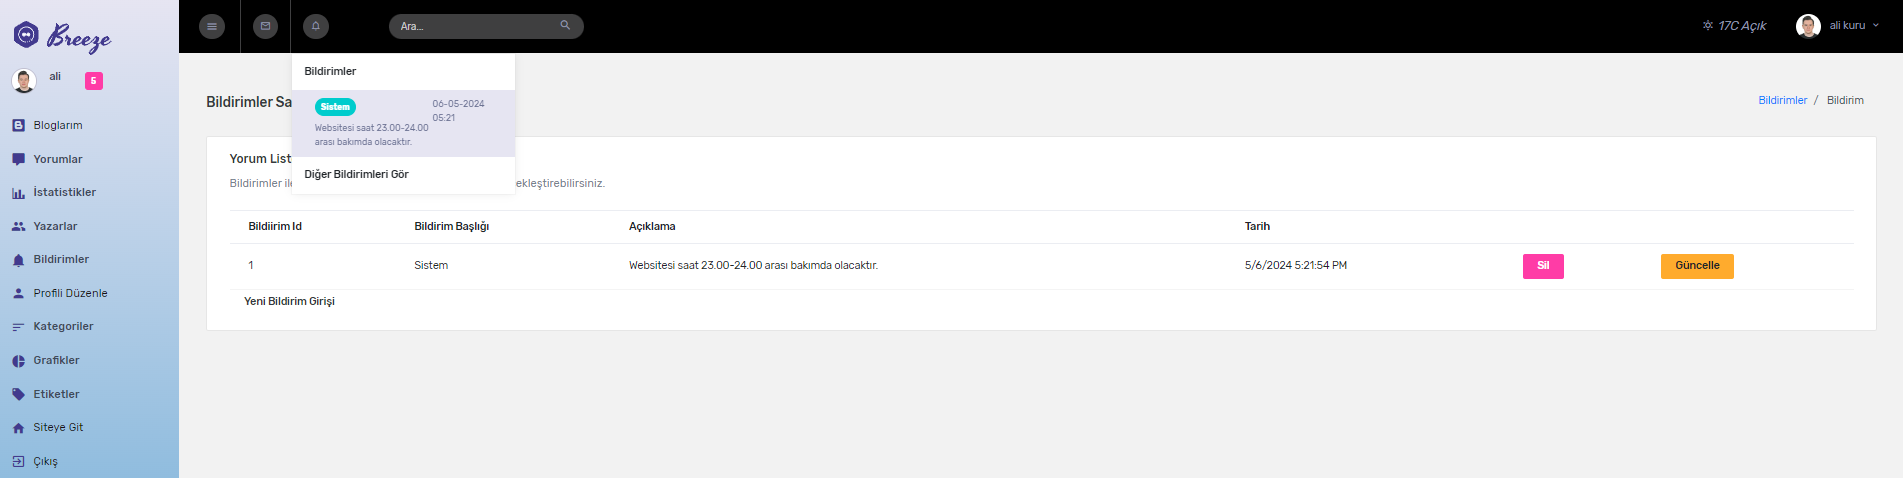 Breeze
ali
5
Bloglarım
Yorumlar
İstatistikler
Yazarlar
Bildirimler
Profili Düzenle
Kategoriler
Grafikler
Etiketler
Siteye Git
Çıkış
Ara...
17C Açık
ali kuru
Bildirimler
Sistem
06-05-2024
05:21
Websitesi saat 23.00-24.00
arası bakımda olacaktır.
Diğer Bildirimleri Gör
Bildirimler Sa
Bildirimler / Bildirim
Yorum List
Bildirimler ile ekleştirebilirsiniz.
Bildiirim Id Bildirim Başlığı Açıklama Tarih
1 Sistem Websitesi saat 23.00-24.00 arası bakımda olacaktır. 5/6/2024 5:21:54 PM Sil Güncelle
Yeni Bildirim Girişi